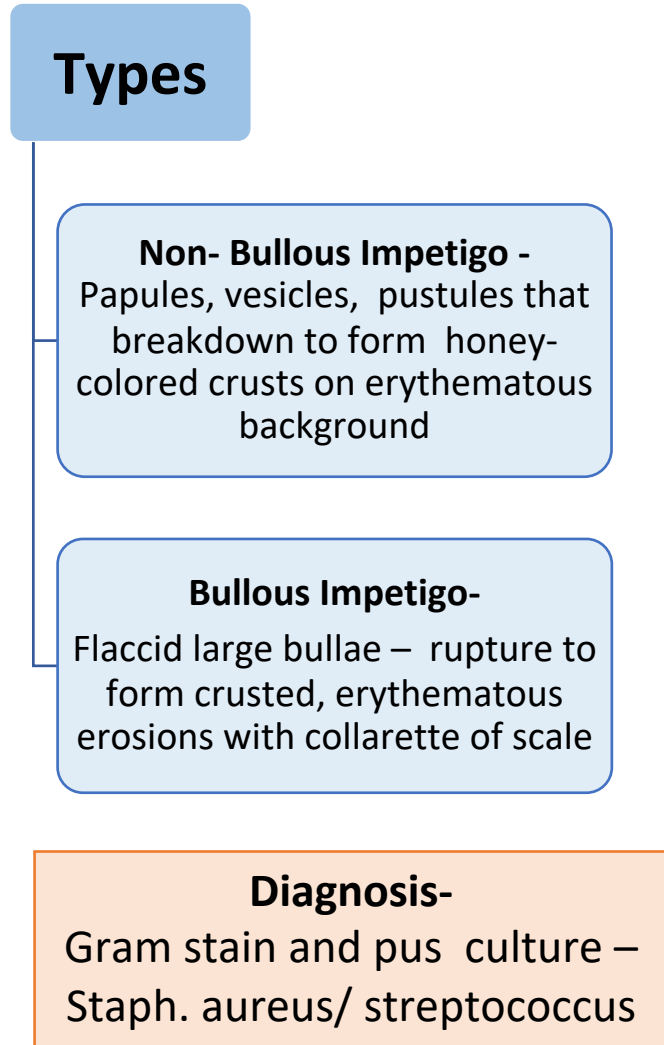 Types
Non- Bullous Impetigo -
Papules, vesicles, pustules that
breakdown to form honey-
colored crusts on erythematous
background
Bullous Impetigo-
Flaccid large bullae – rupture to
form crusted, erythematous
erosions with collarette of scale
Diagnosis-
Gram stain and pus culture –
Staph. aureus/ streptococcus